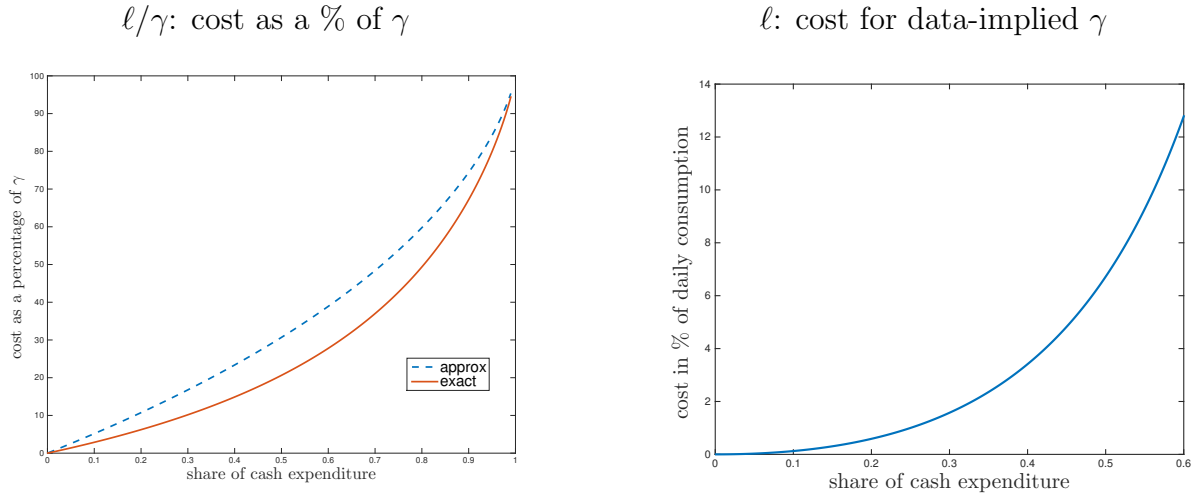 ℓ/γ: cost as a % of γ
100
90
80
70
60
50
40
30
20
10
0
cost as a percentage of γ
approx
exact
0 0.1 0.2 0.3 0.4 0.5 0.6 0.7 0.8 0.9 1
share of cash expenditure
ℓ: cost for data-implied γ
14
12
10
8
6
4
2
0
cost in % of daily consumption
0 0.1 0.2 0.3 0.4 0.5 0.6
share of cash expenditure